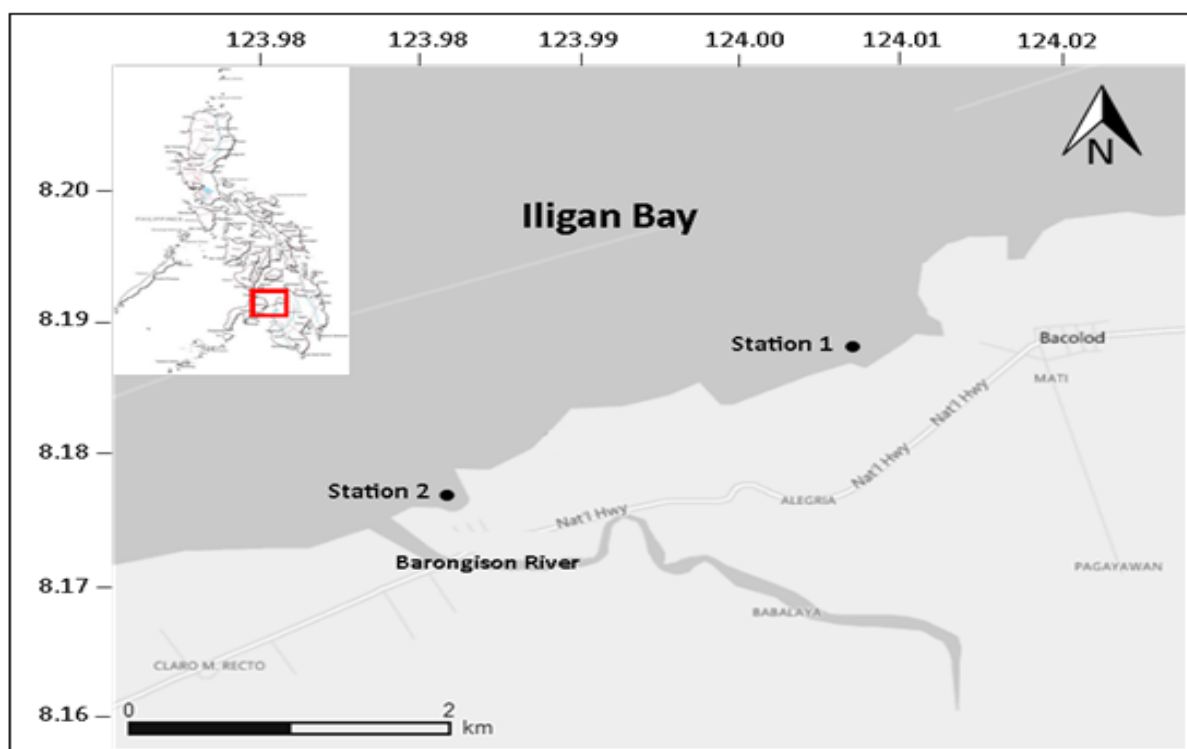 123.98 123.98 123.99 124.00 124.01 124.02
N
8.20
Iligan Bay
8.19
Station 1
Bacolod
MATI
Nat'l Hwy
8.18
Nat'l Hwy
Station 2
ALEGRIA
Nat'l Hwy
Barongison River
PAGAYAWAN
8.17
BABALAYA
CLARO M. RECTO
8.16
0 2
km